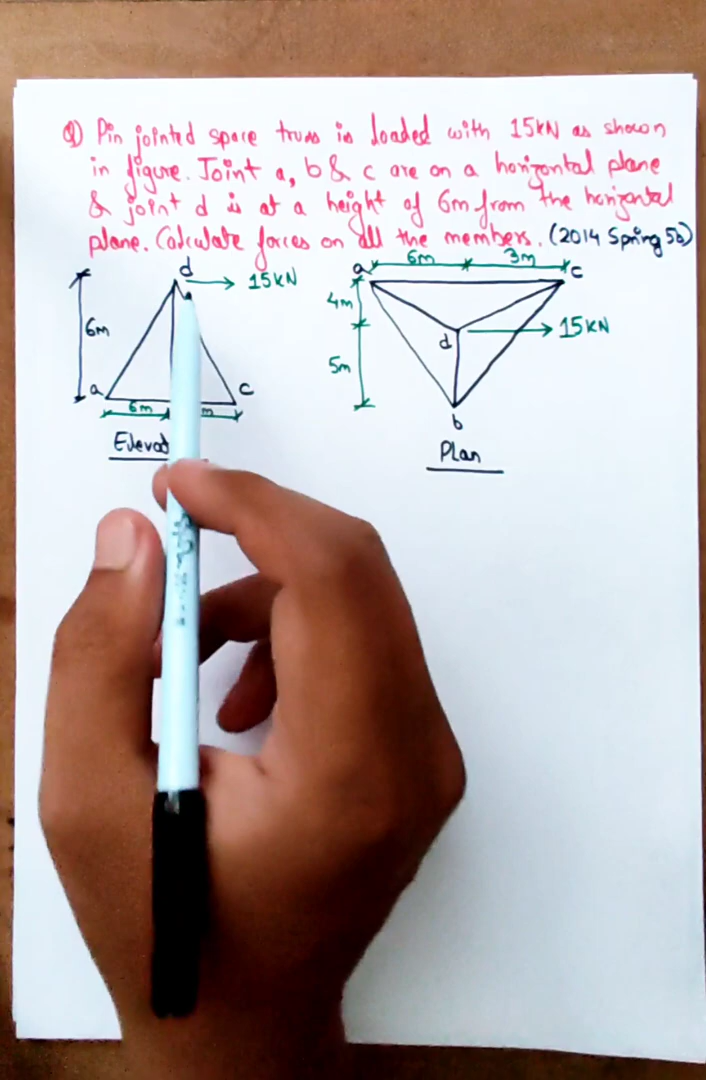 Q) Pin jointed space truss is loaded with 15kN as shown
in figure. Joint a, b & c are on a horizontal plane
& joint d is at a height of 6m from the horizontal
plane. Calculate forces on all the members. (2014 Spring 5b)
d 15kN
6m
a c
6m m
Elevat
6m 3m
a c
4m
d 15kN
5m
b
Plan